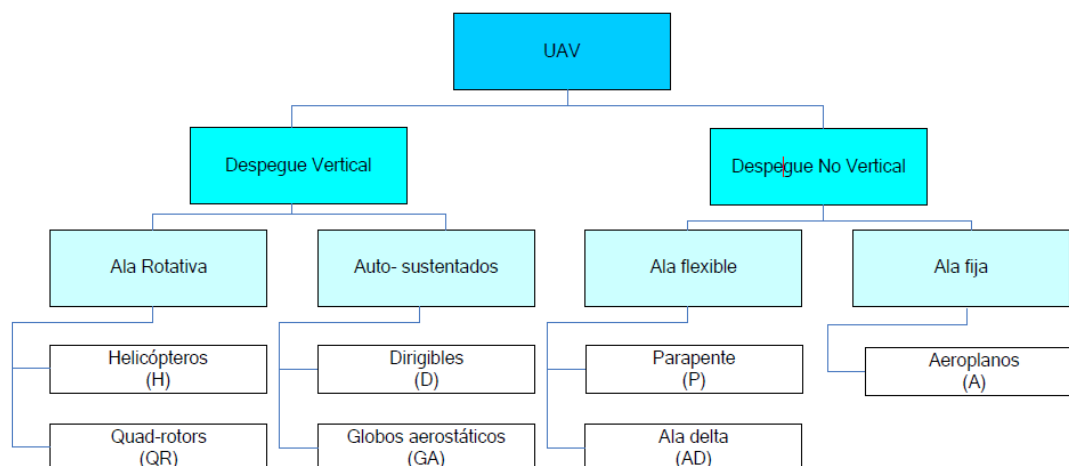 UAV
Despegue Vertical
Despegue No Vertical
Ala Rotativa
Auto- sustentados
Ala flexible
Ala fija
Helicópteros
(H)
Dirigibles
(D)
Parapente
(P)
Aeroplanos
(A)
Quad-rotors
(QR)
Globos aerostáticos
(GA)
Ala delta
(AD)